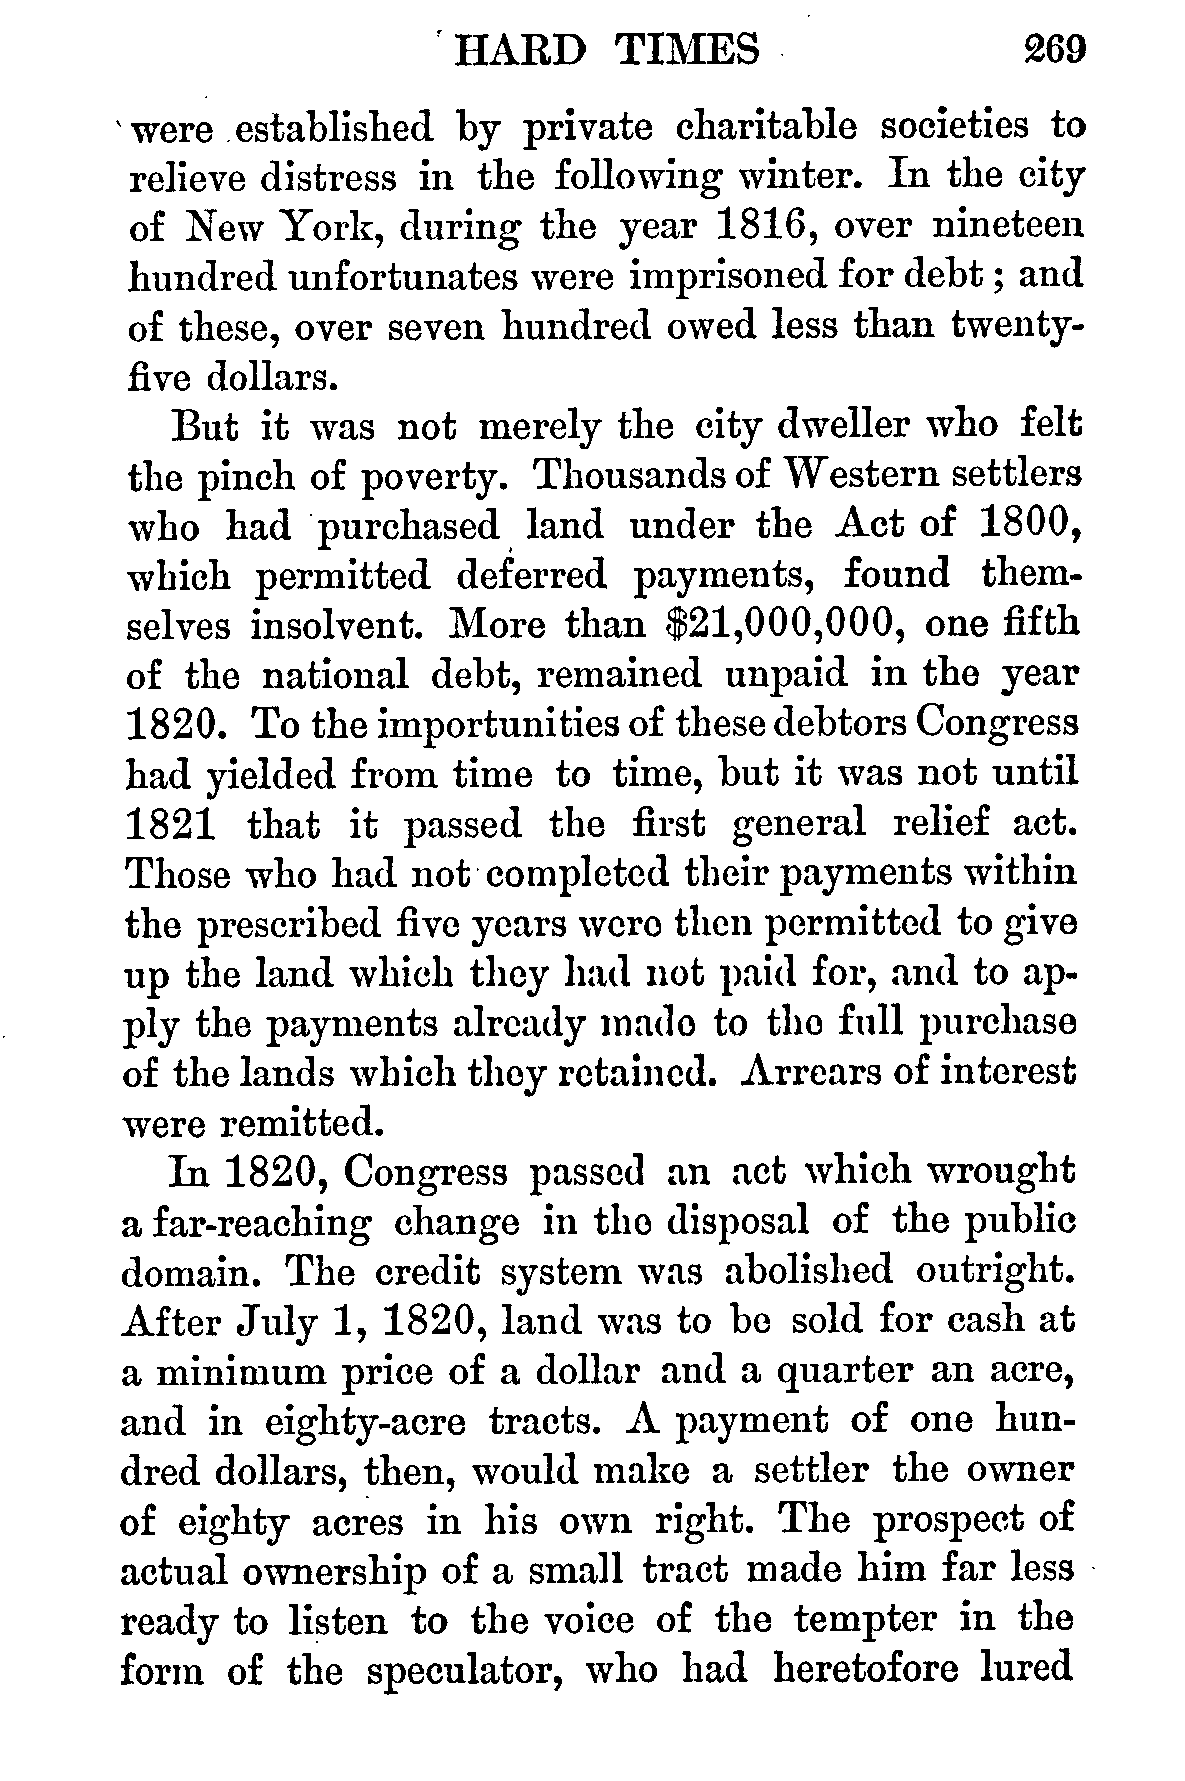 HARD TIMES 269
were established by private charitable societies to
relieve distress in the following winter. In the city
of New York, during the year 1816, over nineteen
hundred unfortunates were imprisoned for debt; and
of these, over seven hundred owed less than twenty-
five dollars.
But it was not merely the city dweller who felt
the pinch of poverty. Thousands of Western settlers
who had purchased land under the Act of 1800,
which permitted deferred payments, found them-
selves insolvent. More than $21,000,000, one fifth
of the national debt, remained unpaid in the year
1820. To the importunities of these debtors Congress
had yielded from time to time, but it was not until
1821 that it passed the first general relief act.
Those who had not completed their payments within
the prescribed five years were then permitted to give
up the land which they had not paid for, and to ap-
ply the payments already made to the full purchase
of the lands which they retained. Arrears of interest
were remitted.
In 1820, Congress passed an act which wrought
a far-reaching change in the disposal of the public
domain. The credit system was abolished outright.
After July 1, 1820, land was to be sold for cash at
a minimum price of a dollar and a quarter an acre,
and in eighty-acre tracts. A payment of one hun-
dred dollars, then, would make a settler the owner
of eighty acres in his own right. The prospect of
actual ownership of a small tract made him far less
ready to listen to the voice of the tempter in the
form of the speculator, who had heretofore lured